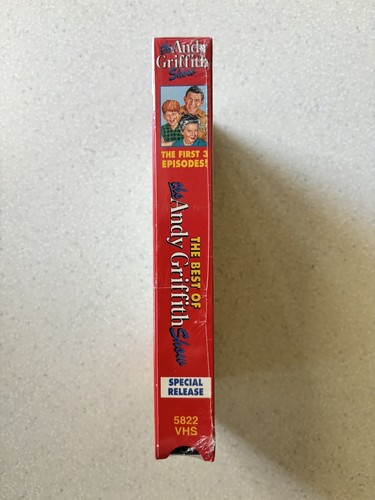 the Andy
Griffith
Show
THE FIRST 3
EPISODES!
THE BEST OF
the Andy Griffith Show
SPECIAL
RELEASE
5822
VHS